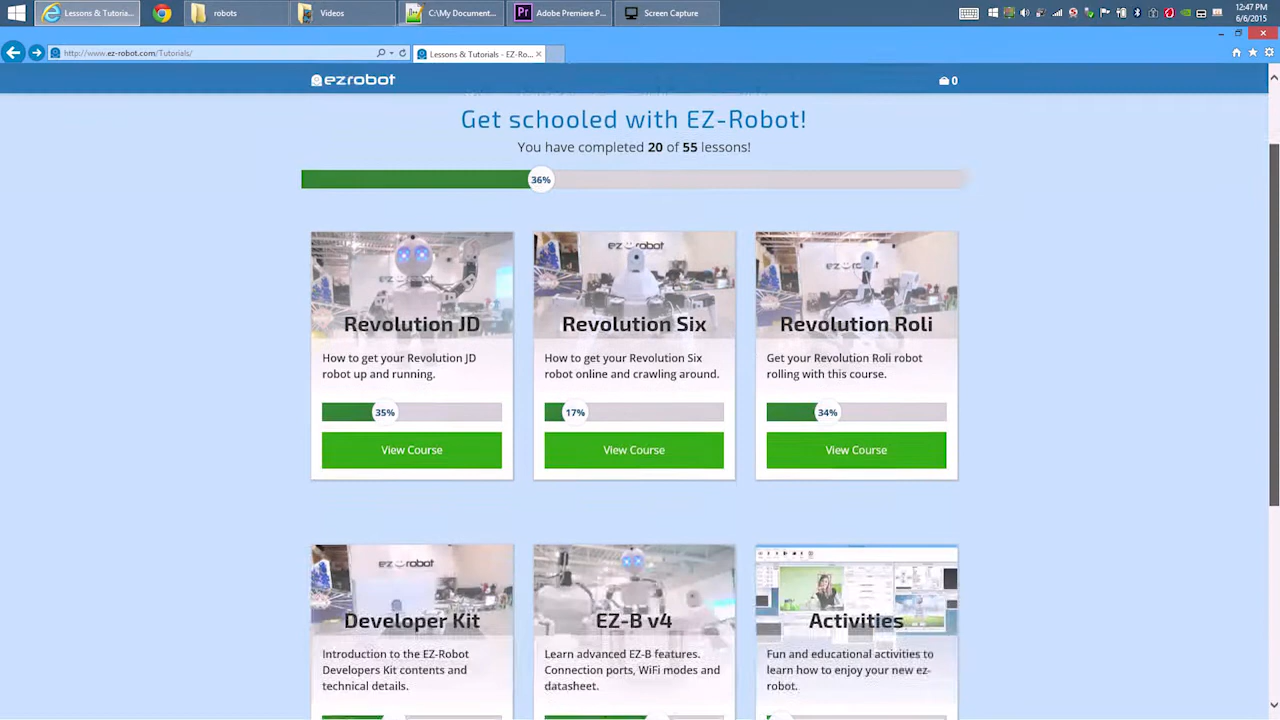 Lessons & Tutoria...
robots
Videos
C:\My Document...
Adobe Premiere P...
Screen Capture
12:47 PM
6/6/2015
http://www.ez-robot.com/Tutorials/
Lessons & Tutorials - EZ-Ro...
ezrobot
0
Get schooled with EZ-Robot!
You have completed 20 of 55 lessons!
36%
Revolution JD
How to get your Revolution JD
robot up and running.
35%
View Course
ezrobot
Revolution Six
How to get your Revolution Six
robot online and crawling around.
17%
View Course
Revolution Roli
Get your Revolution Roli robot
rolling with this course.
34%
View Course
ezrobot
Developer Kit
Introduction to the EZ-Robot
Developers Kit contents and
technical details.
EZ-B v4
Learn advanced EZ-B features.
Connection ports, WiFi modes and
datasheet.
Activities
Fun and educational activities to
learn how to enjoy your new ez-
robot.